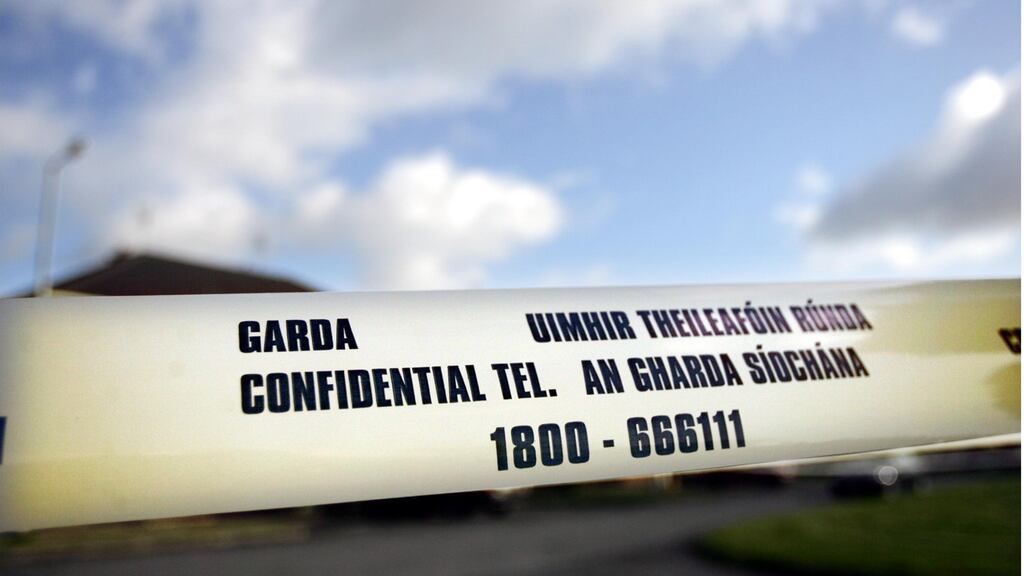 GARDA
CONFIDENTIAL TEL.
UIMHIR THEILEAFÓIN RÚNDA
AN GHARDA SÍOCHÁNA
1800 - 666111